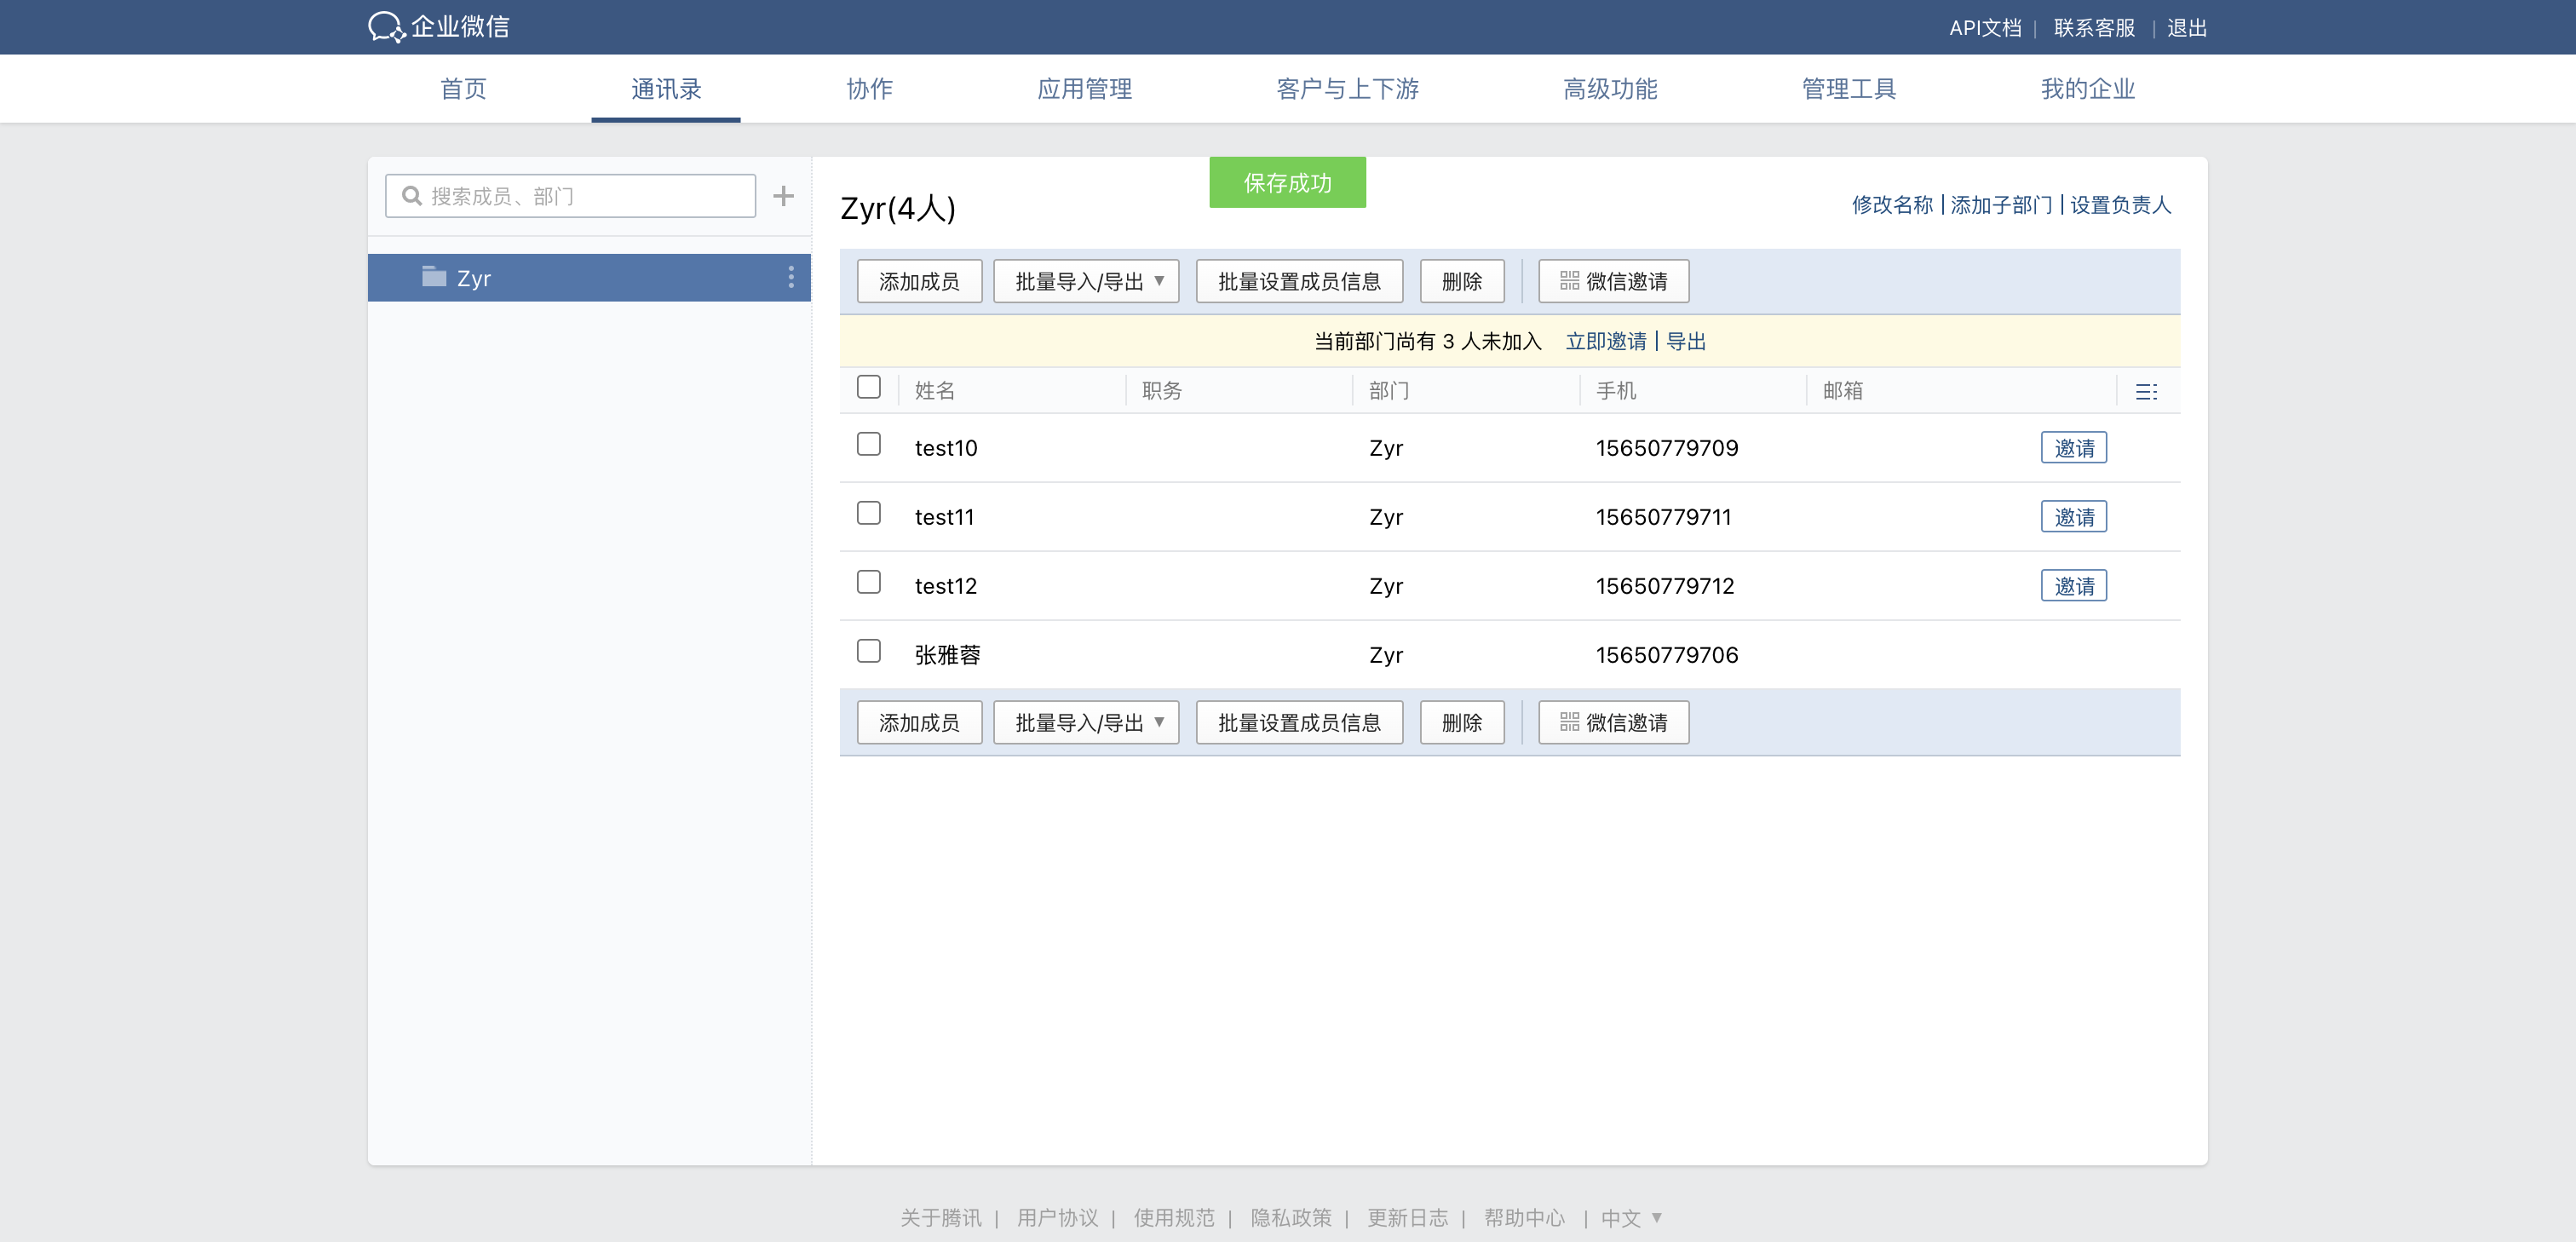 企业微信
API文档 | 联系客服 | 退出
首页 通讯录 协作 应用管理 客户与上下游 高级功能 管理工具 我的企业
搜索成员、部门
Zyr
保存成功
Zyr(4人)
修改名称 | 添加子部门 | 设置负责人
添加成员 批量导入/导出 批量设置成员信息 删除 微信邀请
当前部门尚有 3 人未加入 立即邀请 | 导出
姓名 职务 部门 手机 邮箱
test10 Zyr 15650779709 邀请
test11 Zyr 15650779711 邀请
test12 Zyr 15650779712 邀请
张雅蓉 Zyr 15650779706
添加成员 批量导入/导出 批量设置成员信息 删除 微信邀请
关于腾讯 | 用户协议 | 使用规范 | 隐私政策 | 更新日志 | 帮助中心 | 中文